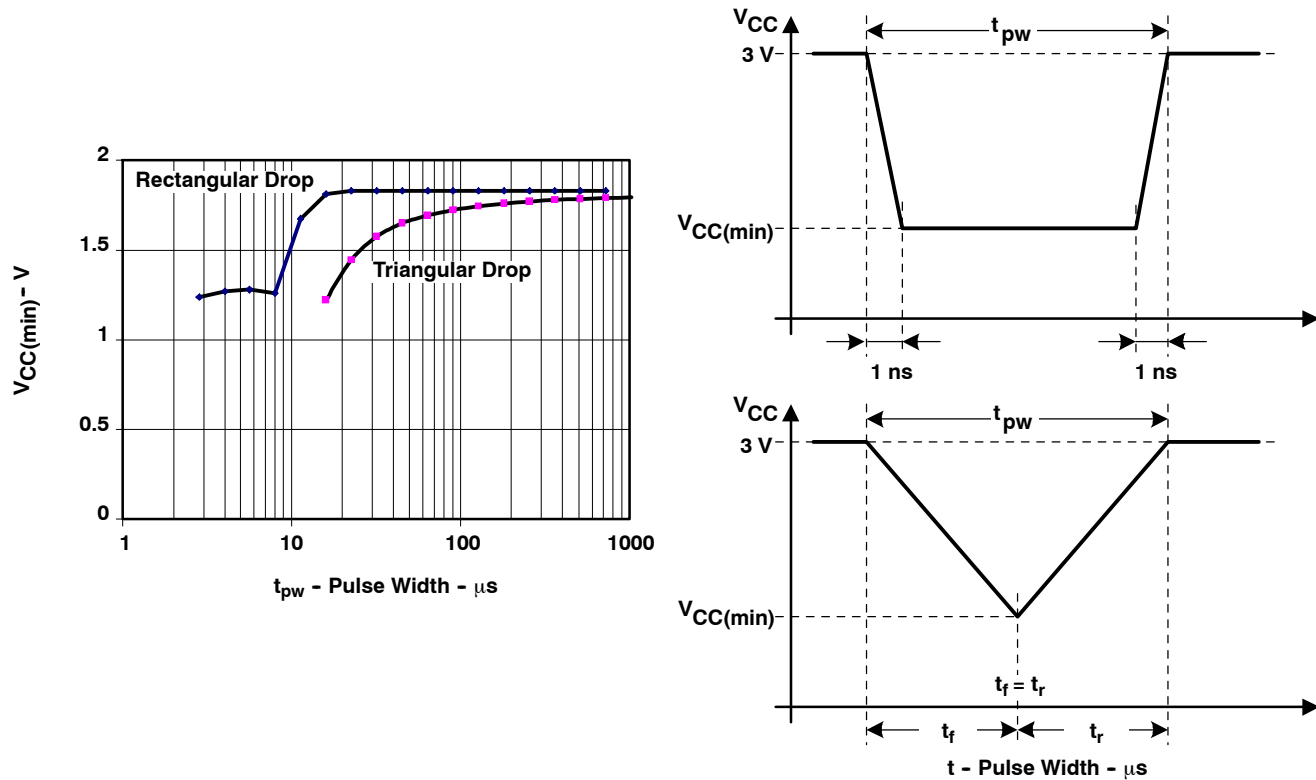 2
1.5
1
0.5
0
Rectangular Drop
Triangular Drop
VCC(min) – V
1 10 100 1000
tpw – Pulse Width – μs
VCC
tpw
3 V
VCC(min)
1 ns 1 ns
VCC
tpw
3 V
VCC(min)
tf = tr
tf tr
t – Pulse Width – μs